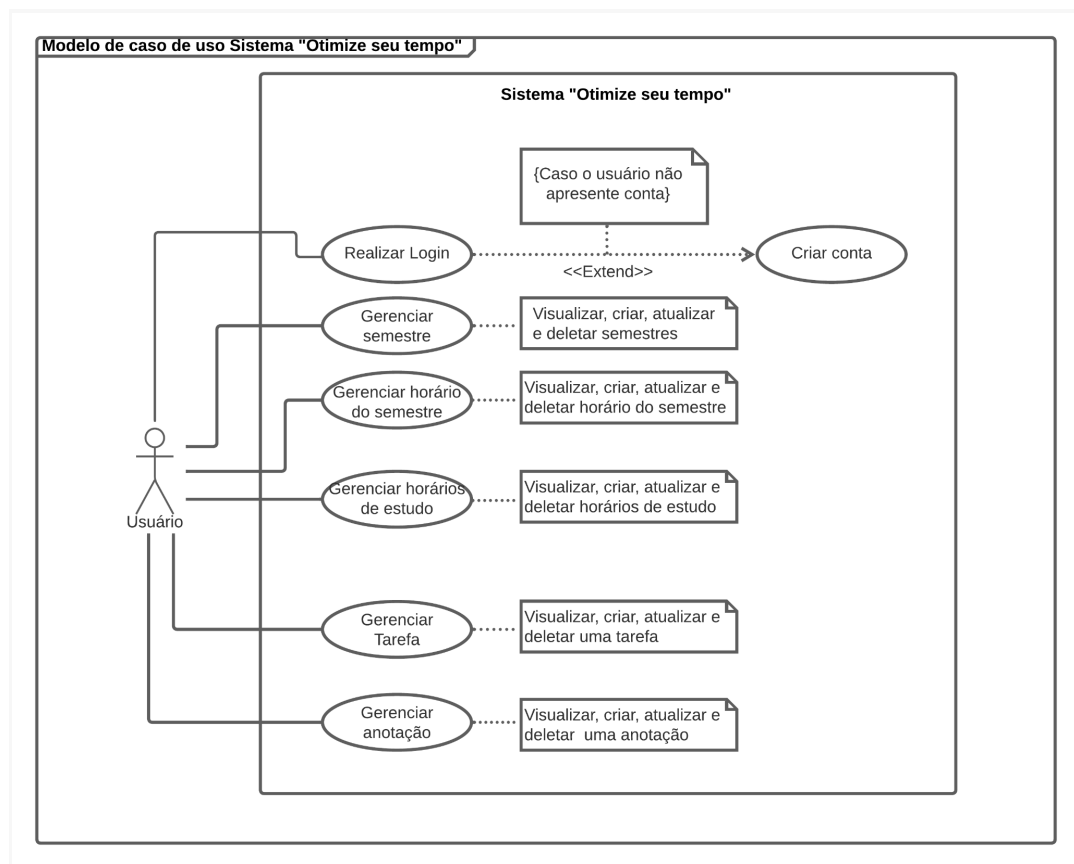 Modelo de caso de uso Sistema "Otimize seu tempo"
Sistema "Otimize seu tempo"
{Caso o usuário não
apresente conta}
Realizar Login
<<Extend>>
Criar conta
Gerenciar
semestre
Visualizar, criar, atualizar
e deletar semestres
Gerenciar horário
do semestre
Visualizar, criar, atualizar e
deletar horário do semestre
Gerenciar horários
de estudo
Visualizar, criar, atualizar e
deletar horários de estudo
Usuário
Gerenciar
Tarefa
Visualizar, criar, atualizar e
deletar uma tarefa
Gerenciar
anotação
Visualizar, criar, atualizar e
deletar  uma anotação